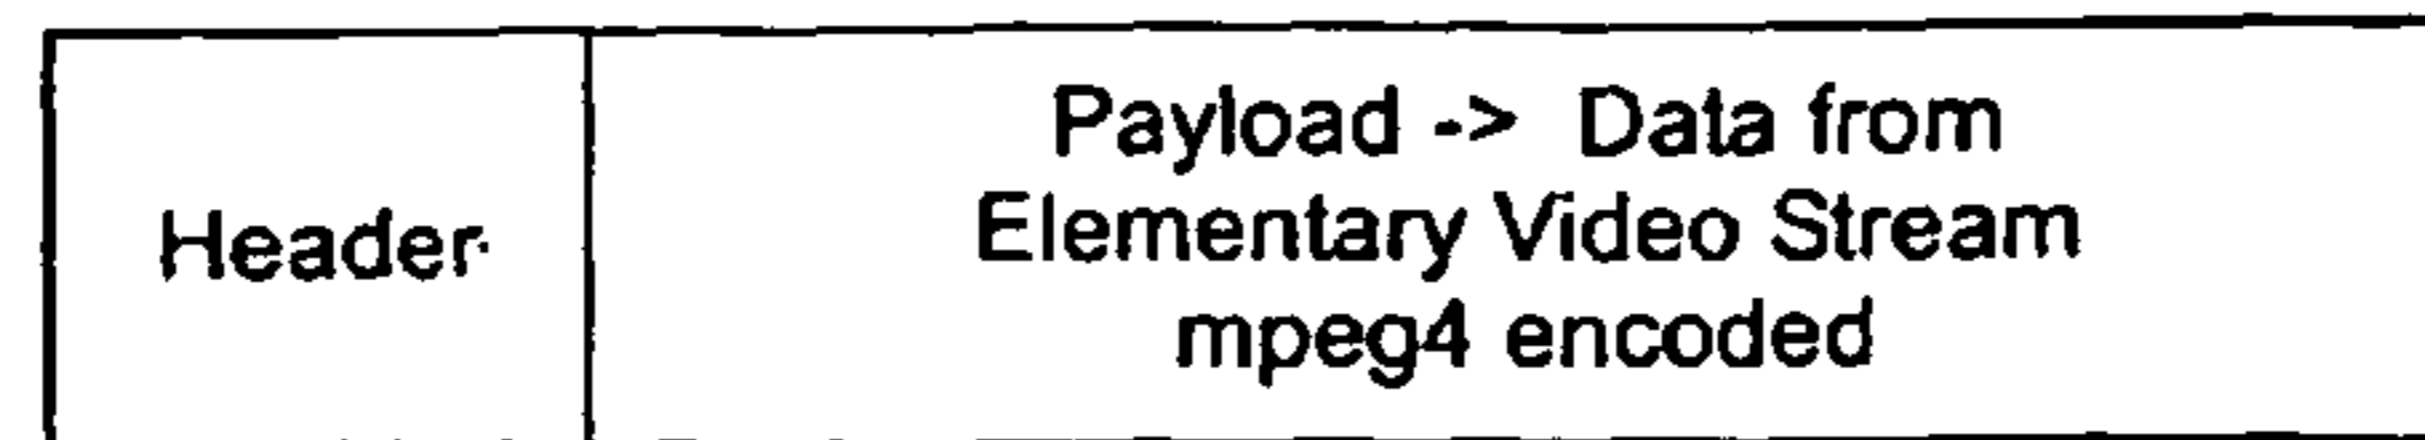 Header
Payload -> Data from
Elementary Video Stream
mpeg4 encoded